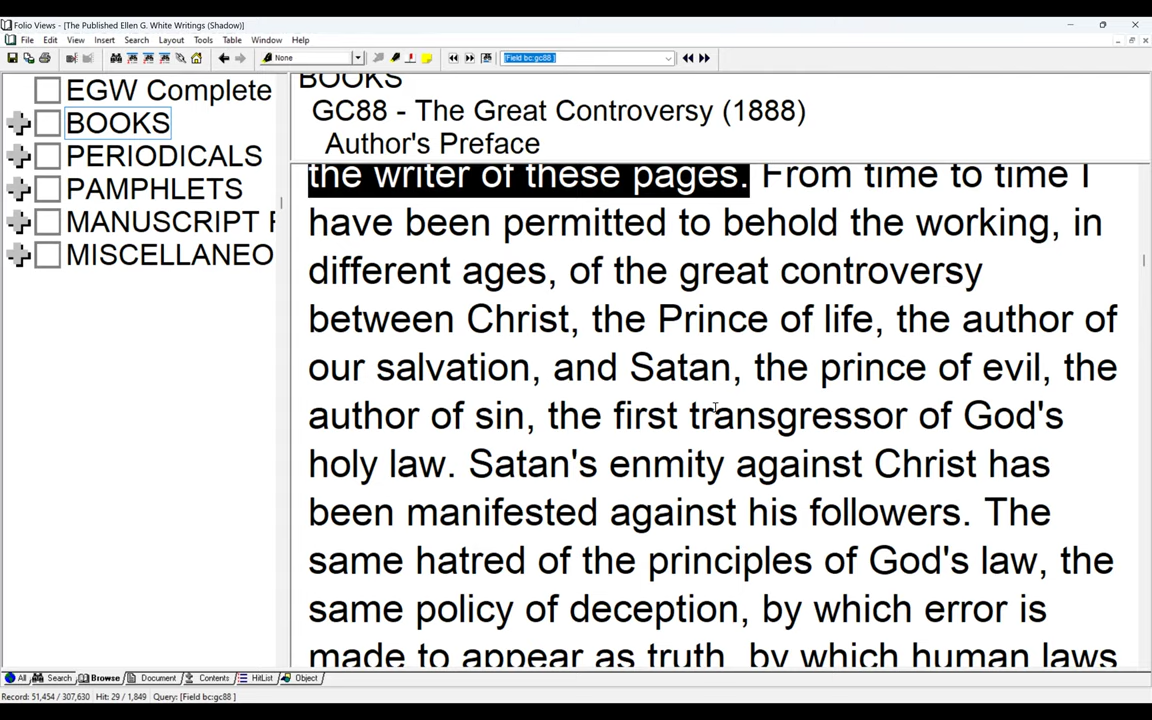 Folio Views - [The Published Ellen G. White Writings (Shadow)]
File Edit View Insert Search Layout Tools Table Window Help
None
[Field bc:gc88 ]
EGW Complete
BOOKS
PERIODICALS
PAMPHLETS
MANUSCRIPT
MISCELLANEO
BOOKS
GC88 - The Great Controversy (1888)
Author's Preface
the writer of these pages. From time to time I
have been permitted to behold the working, in
different ages, of the great controversy
between Christ, the Prince of life, the author of
our salvation, and Satan, the prince of evil, the
author of sin, the first transgressor of God's
holy law. Satan's enmity against Christ has
been manifested against his followers. The
same hatred of the principles of God's law, the
same policy of deception, by which error is
made to appear as truth, by which human laws
All Search Browse Document Contents HitList Object
Record: 51,454 / 307,630 Hit: 29 / 1,849 Query: [Field bc:gc88 ]